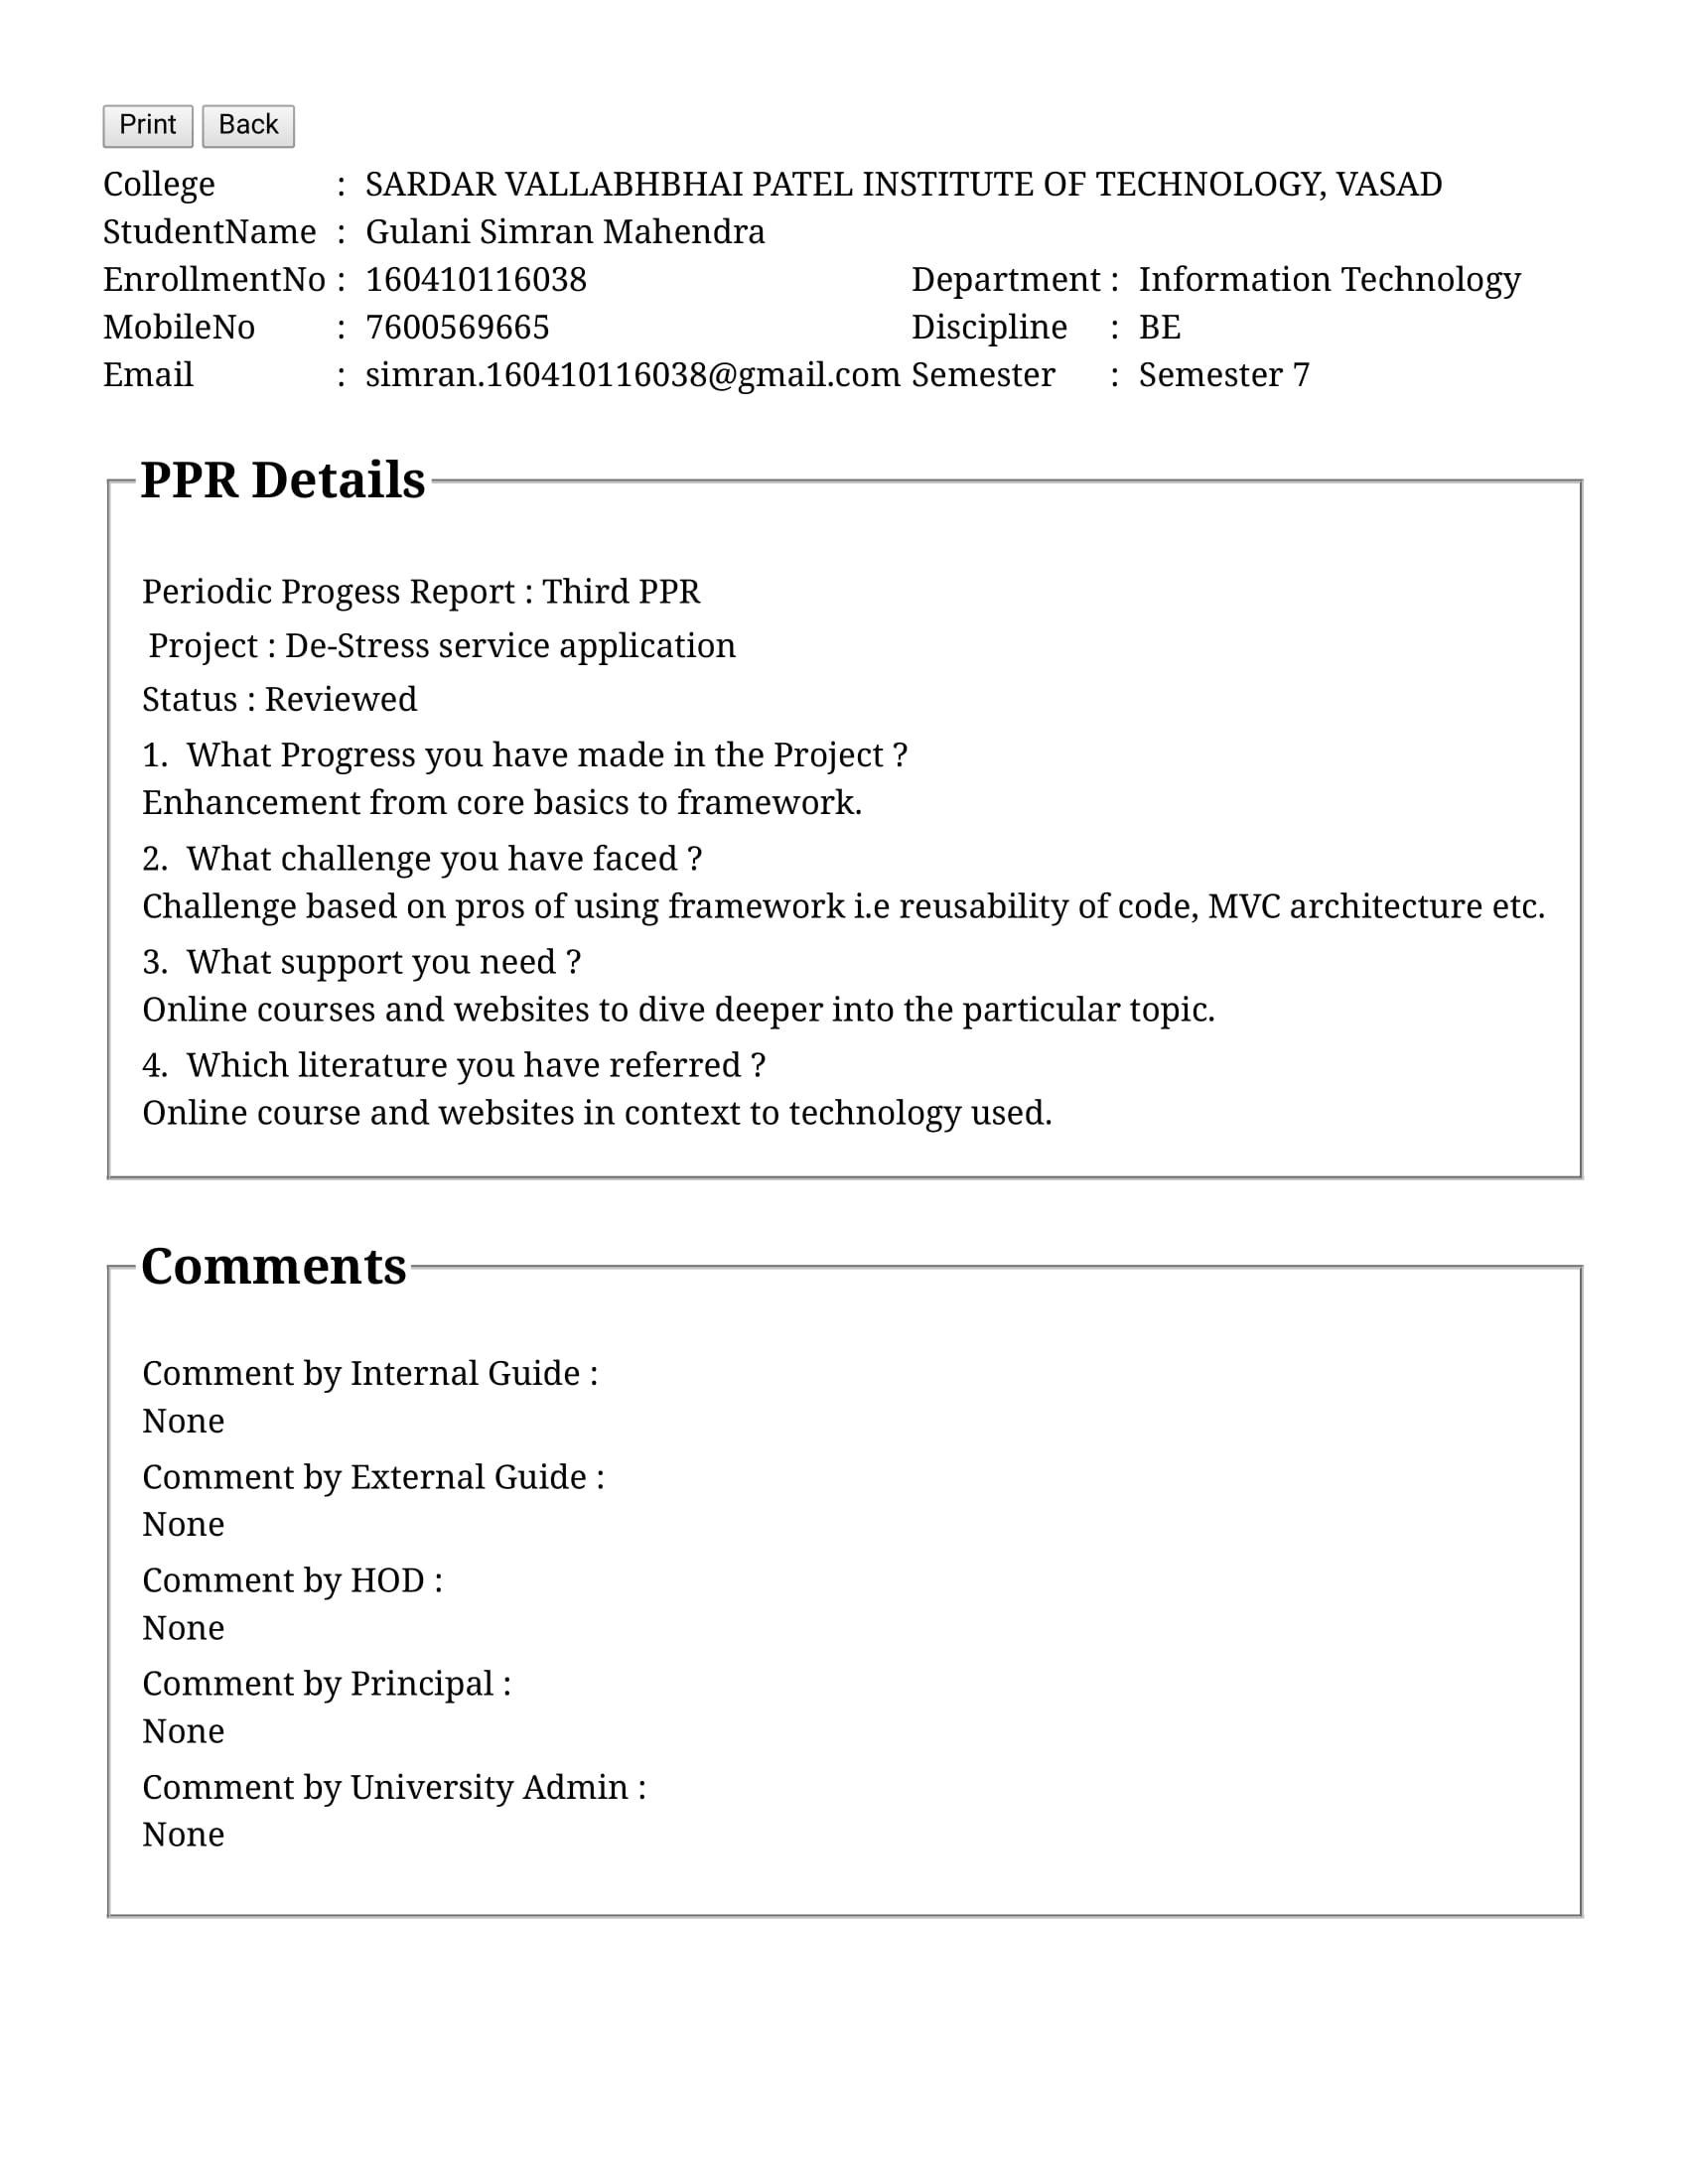 Print Back
College : SARDAR VALLABHBHAI PATEL INSTITUTE OF TECHNOLOGY, VASAD
StudentName : Gulani Simran Mahendra
EnrollmentNo : 160410116038 Department : Information Technology
MobileNo : 7600569665 Discipline : BE
Email : simran.160410116038@gmail.com Semester : Semester 7
PPR Details
Periodic Progess Report : Third PPR
Project : De-Stress service application
Status : Reviewed
1. What Progress you have made in the Project ?
Enhancement from core basics to framework.
2. What challenge you have faced ?
Challenge based on pros of using framework i.e reusability of code, MVC architecture etc.
3. What support you need ?
Online courses and websites to dive deeper into the particular topic.
4. Which literature you have referred ?
Online course and websites in context to technology used.
Comments
Comment by Internal Guide :
None
Comment by External Guide :
None
Comment by HOD :
None
Comment by Principal :
None
Comment by University Admin :
None